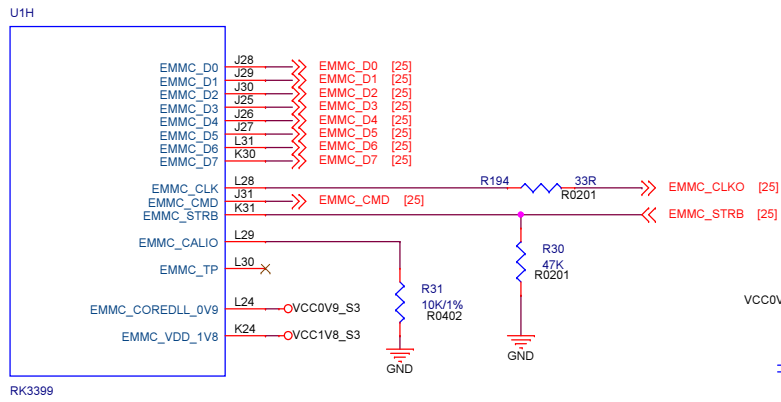 U1H
EMMC_D0 J28 EMMC_D0 [25]
EMMC_D1 J29 EMMC_D1 [25]
EMMC_D2 J30 EMMC_D2 [25]
EMMC_D3 J25 EMMC_D3 [25]
EMMC_D4 J26 EMMC_D4 [25]
EMMC_D5 J27 EMMC_D5 [25]
EMMC_D6 L31 EMMC_D6 [25]
EMMC_D7 K30 EMMC_D7 [25]
EMMC_CLK L28 R194 33R EMMC_CLKO [25]
R0201
EMMC_CMD J31 EMMC_CMD [25]
EMMC_STRB K31 EMMC_STRB [25]
EMMC_CALIO L29
R30
47K
R0201
EMMC_TP L30
R31
10K/1%
R0402
EMMC_COREDLL_0V9 L24 VCC0V9_S3
VCC0V
EMMC_VDD_1V8 K24 VCC1V8_S3
GND
GND
RK3399